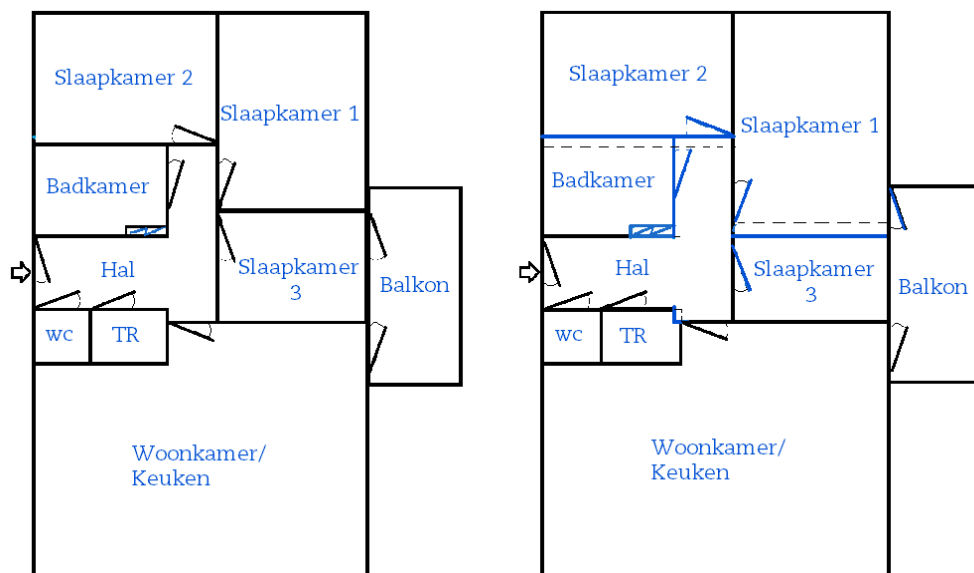 Slaapkamer 2
Slaapkamer 1
Badkamer
Hal
Slaapkamer
3
Balkon
wc
TR
Woonkamer/
Keuken
Slaapkamer 2
Slaapkamer 1
Badkamer
Hal
Slaapkamer
3
Balkon
wc
TR
Woonkamer/
Keuken